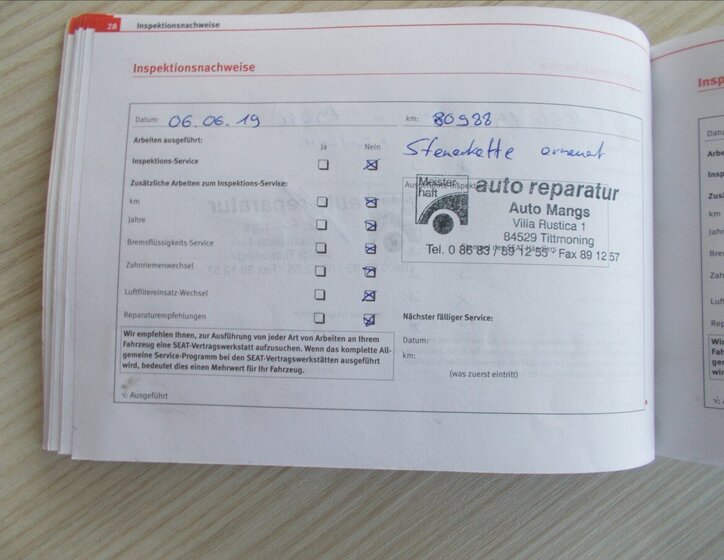 28 Inspektionsnachweise
Inspektionsnachweise
Datum: 06.06.19 km: 80988
Arbeiten ausgeführt: Ja Nein
Steuerkette erneuert
Inspektions-Service
Zusätzliche Arbeiten zum Inspektions-Service:
Meister
haft
auto reparatur
Auto Mangs
Villa Rustica 1
84529 Tittmoning
Tel. 0 86 83 / 89 12 55 · Fax 89 12 57
km
Jahre
Bremsflüssigkeits-Service
Zahnriemenwechsel
Luftfiltereinsatz-Wechsel
Reparaturempfehlungen
Nächster fälliger Service:
Datum:
km:
(was zuerst eintritt)
Wir empfehlen Ihnen, zur Ausführung von jeder Art von Arbeiten an Ihrem
Fahrzeug eine SEAT-Vertragswerkstatt aufzusuchen. Wenn das komplette All-
gemeine Service-Programm bei den SEAT-Vertragswerkstätten ausgeführt
wird, bedeutet dies einen Mehrwert für Ihr Fahrzeug.
√: Ausgeführt